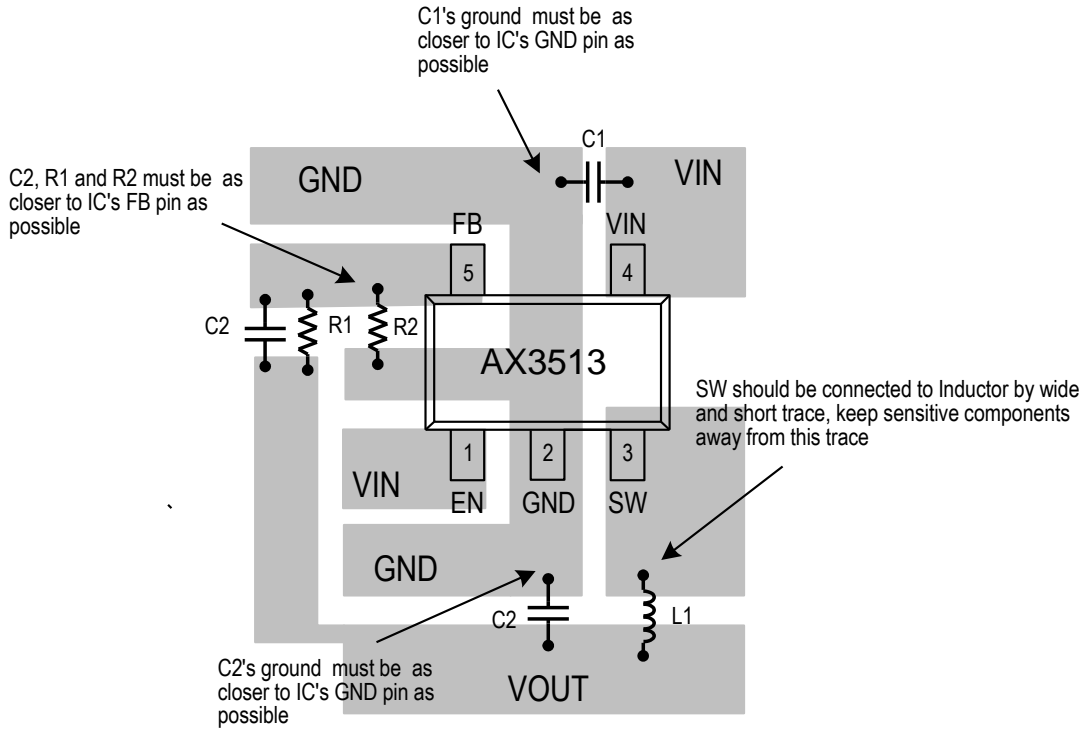 C1's ground must be as
closer to IC's GND pin as
possible
C1
GND
VIN
C2, R1 and R2 must be as
closer to IC's FB pin as
possible
FB
VIN
5
4
C2
R1
R2
AX3513
SW should be connected to Inductor by wide
and short trace, keep sensitive components
away from this trace
1
2
3
VIN
EN
GND
SW
GND
C2
L1
C2's ground must be as
closer to IC's GND pin as
possible
VOUT